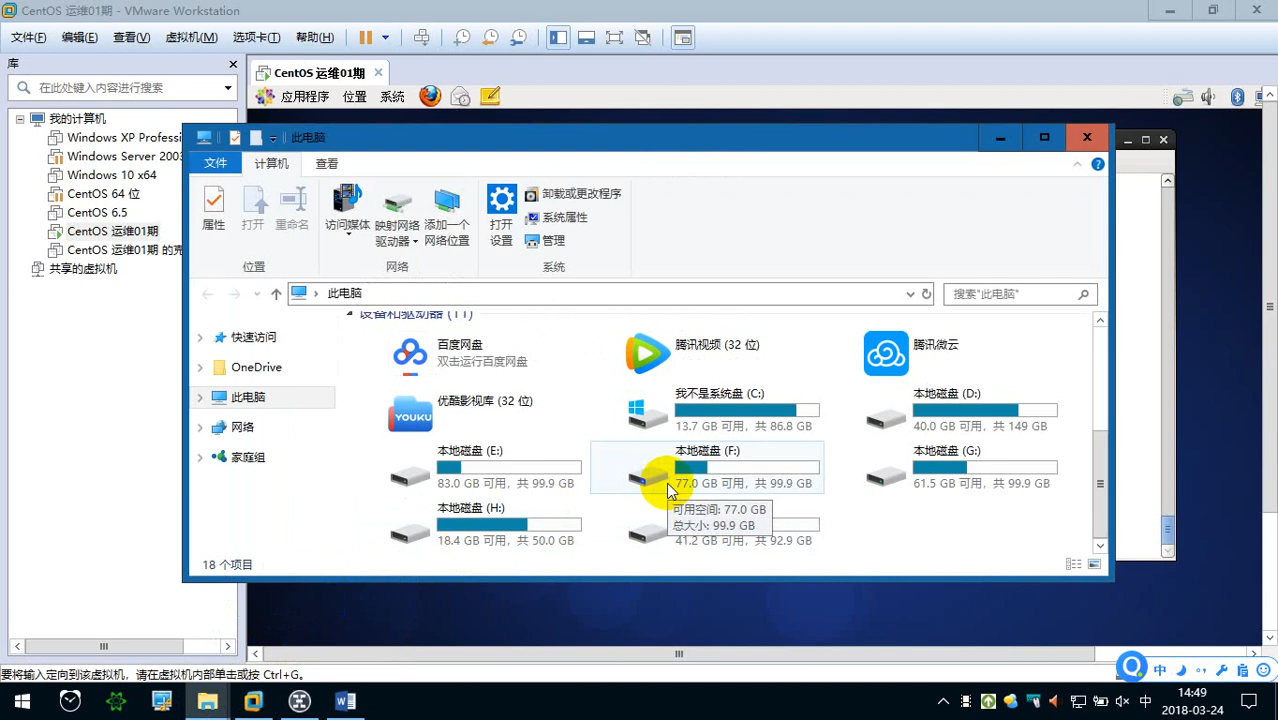 CentOS 运维01期 - VMware Workstation
文件(F) 编辑(E) 查看(V) 虚拟机(M) 选项卡(T) 帮助(H)
库
在此处键入内容进行搜索
我的计算机
Windows XP Professi
Windows Server 2003
Windows 10 x64
CentOS 64 位
CentOS 6.5
CentOS 运维01期
CentOS 运维01期 的克
共享的虚拟机
CentOS 运维01期
应用程序 位置 系统
此电脑
文件 计算机 查看
属性 打开 重命名
位置
访问媒体 映射网络驱动器 添加一个网络位置
网络
打开设置
卸载或更改程序
系统属性
管理
系统
此电脑
搜索"此电脑"
快速访问
OneDrive
此电脑
网络
家庭组
设备和驱动器 (11)
百度网盘
双击运行百度网盘
腾讯视频 (32 位)
腾讯微云
YOUKU
优酷影视库 (32 位)
我不是系统盘 (C:)
13.7 GB 可用，共 86.8 GB
本地磁盘 (D:)
40.0 GB 可用，共 149 GB
本地磁盘 (E:)
83.0 GB 可用，共 99.9 GB
本地磁盘 (F:)
77.0 GB 可用，共 99.9 GB
本地磁盘 (G:)
61.5 GB 可用，共 99.9 GB
本地磁盘 (H:)
18.4 GB 可用，共 50.0 GB
可用空间: 77.0 GB
总大小: 99.9 GB
41.2 GB 可用，共 92.9 GB
18 个项目
要将输入定向到该虚拟机，请在虚拟机内部单击或按 Ctrl+G。
中
中
14:49
2018-03-24